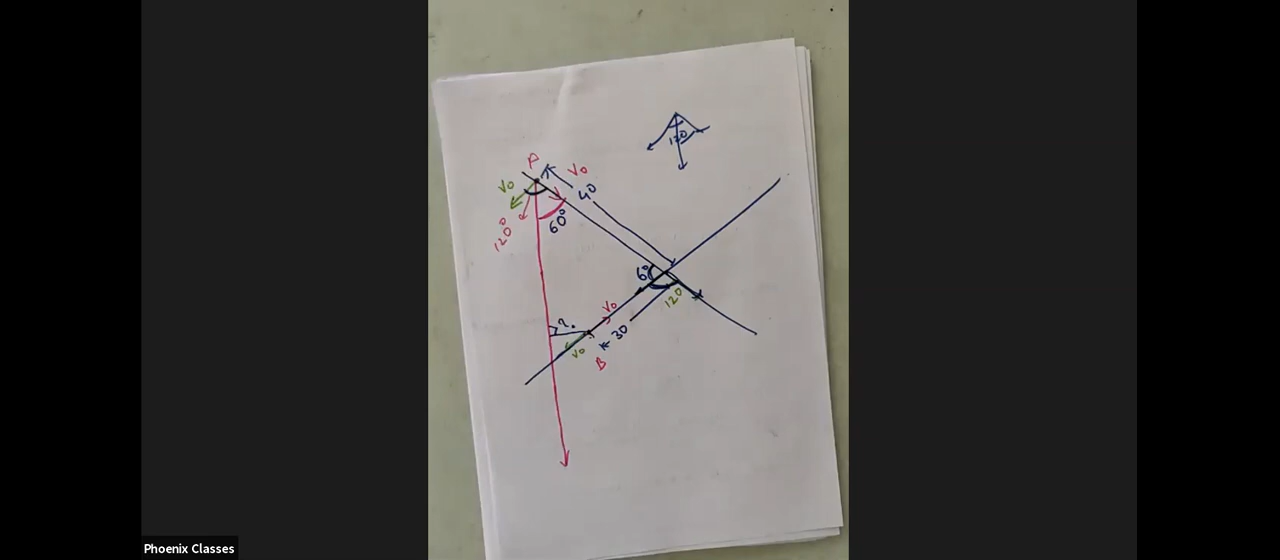 120
A
V₀
V₀
40
60°
120°
60
120
V₀
30
?.
V₀
B
Phoenix Classes